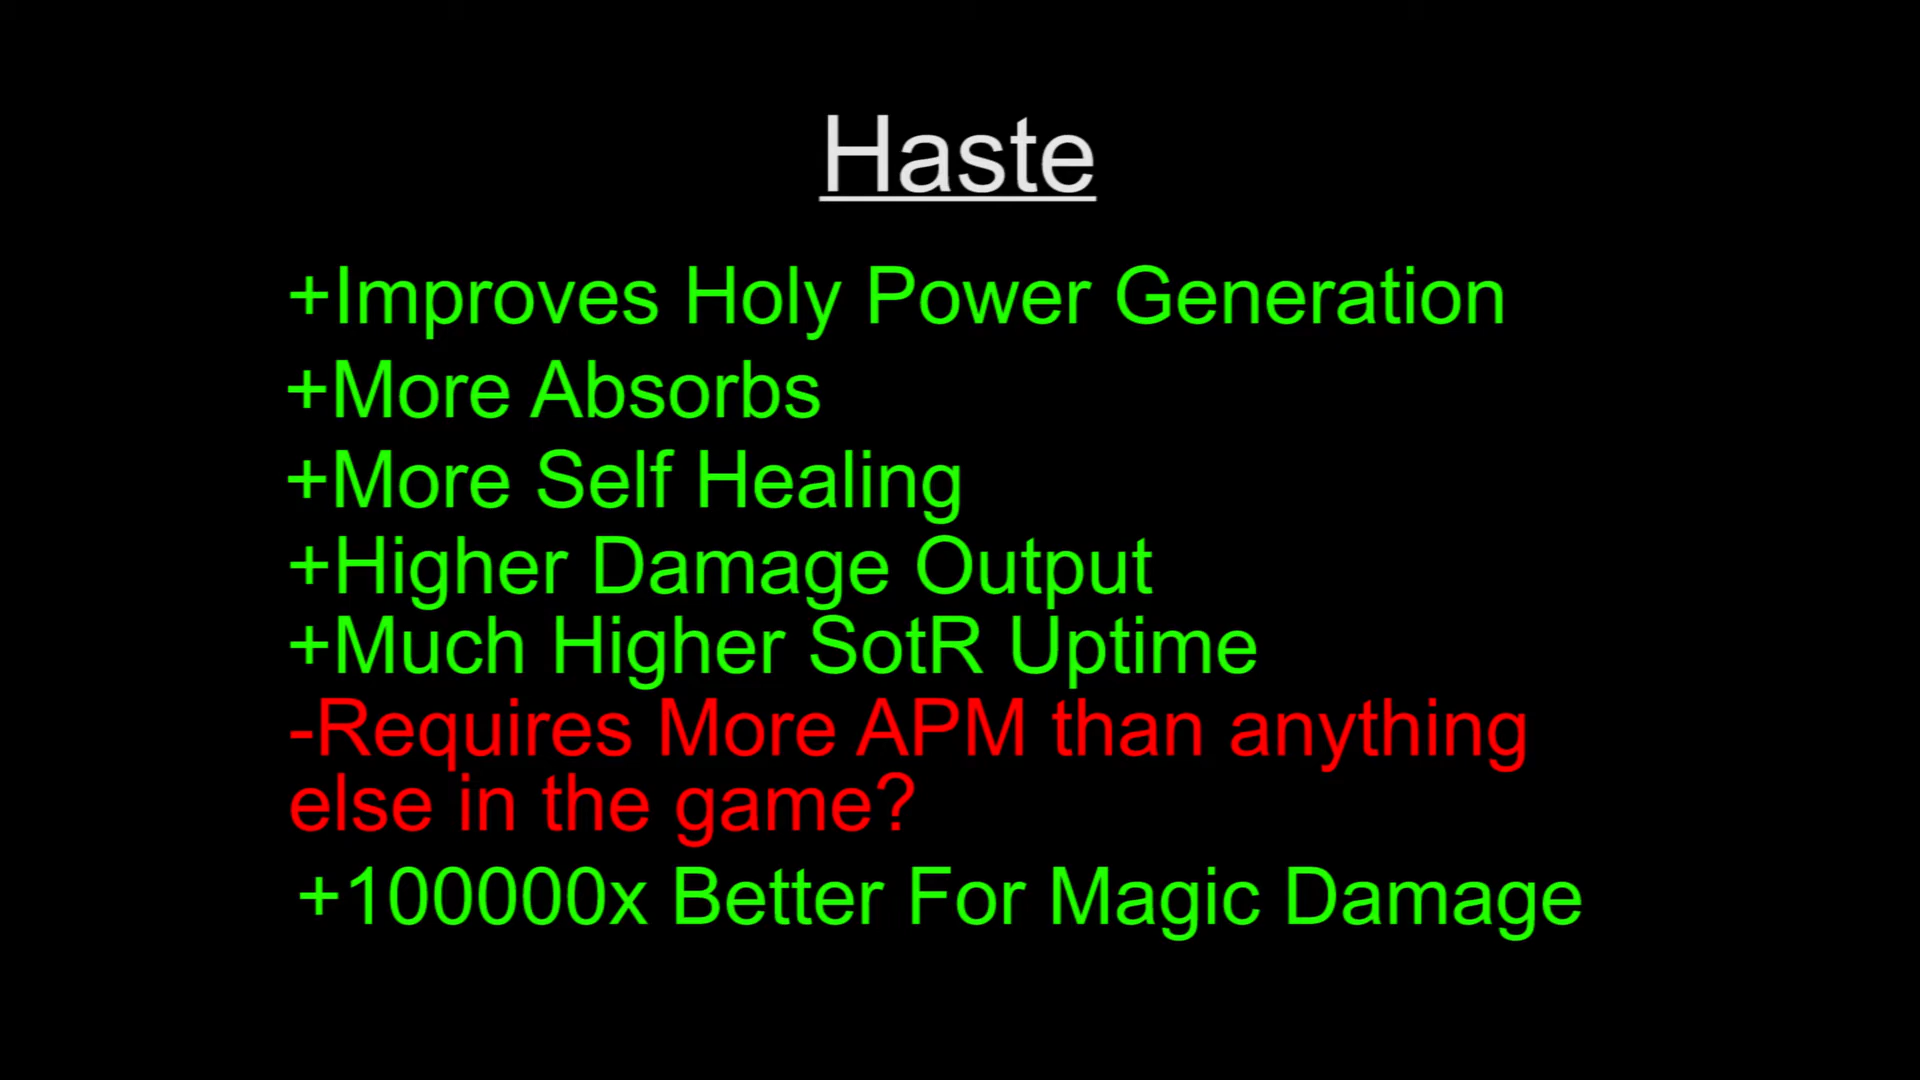 Haste
+Improves Holy Power Generation
+More Absorbs
+More Self Healing
+Higher Damage Output
+Much Higher SotR Uptime
-Requires More APM than anything
else in the game?
+100000x Better For Magic Damage